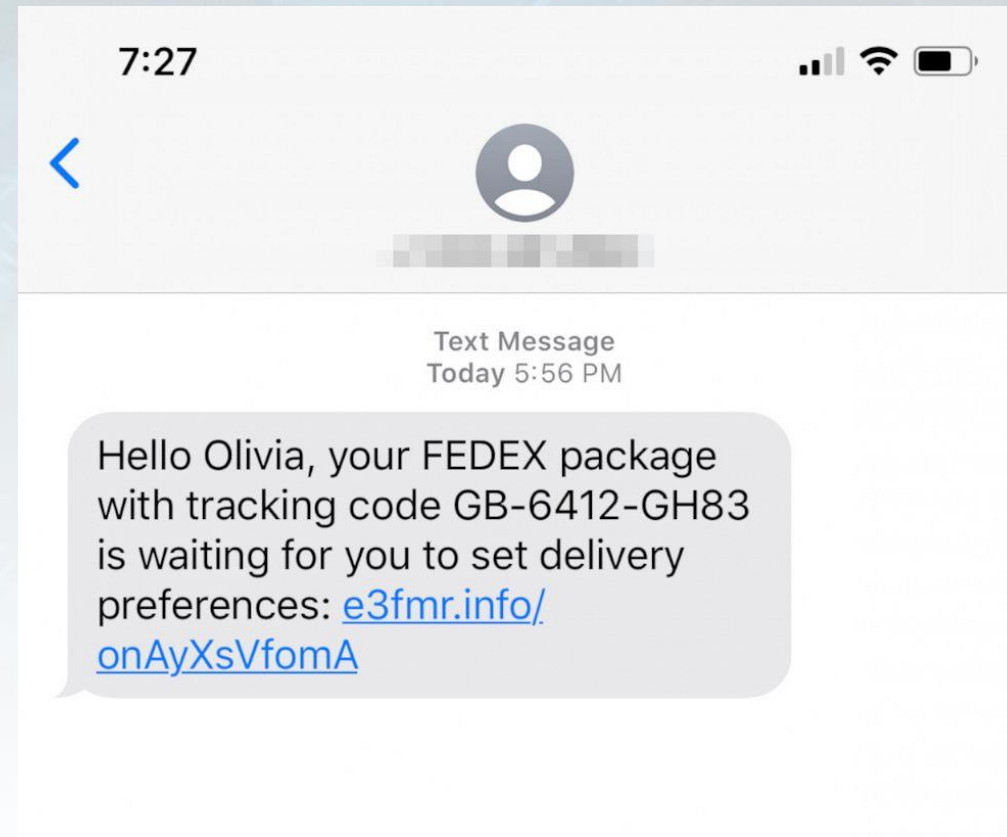 7:27
Text Message
Today 5:56 PM
Hello Olivia, your FEDEX package
with tracking code GB-6412-GH83
is waiting for you to set delivery
preferences: e3fmr.info/
onAyXsVfomA